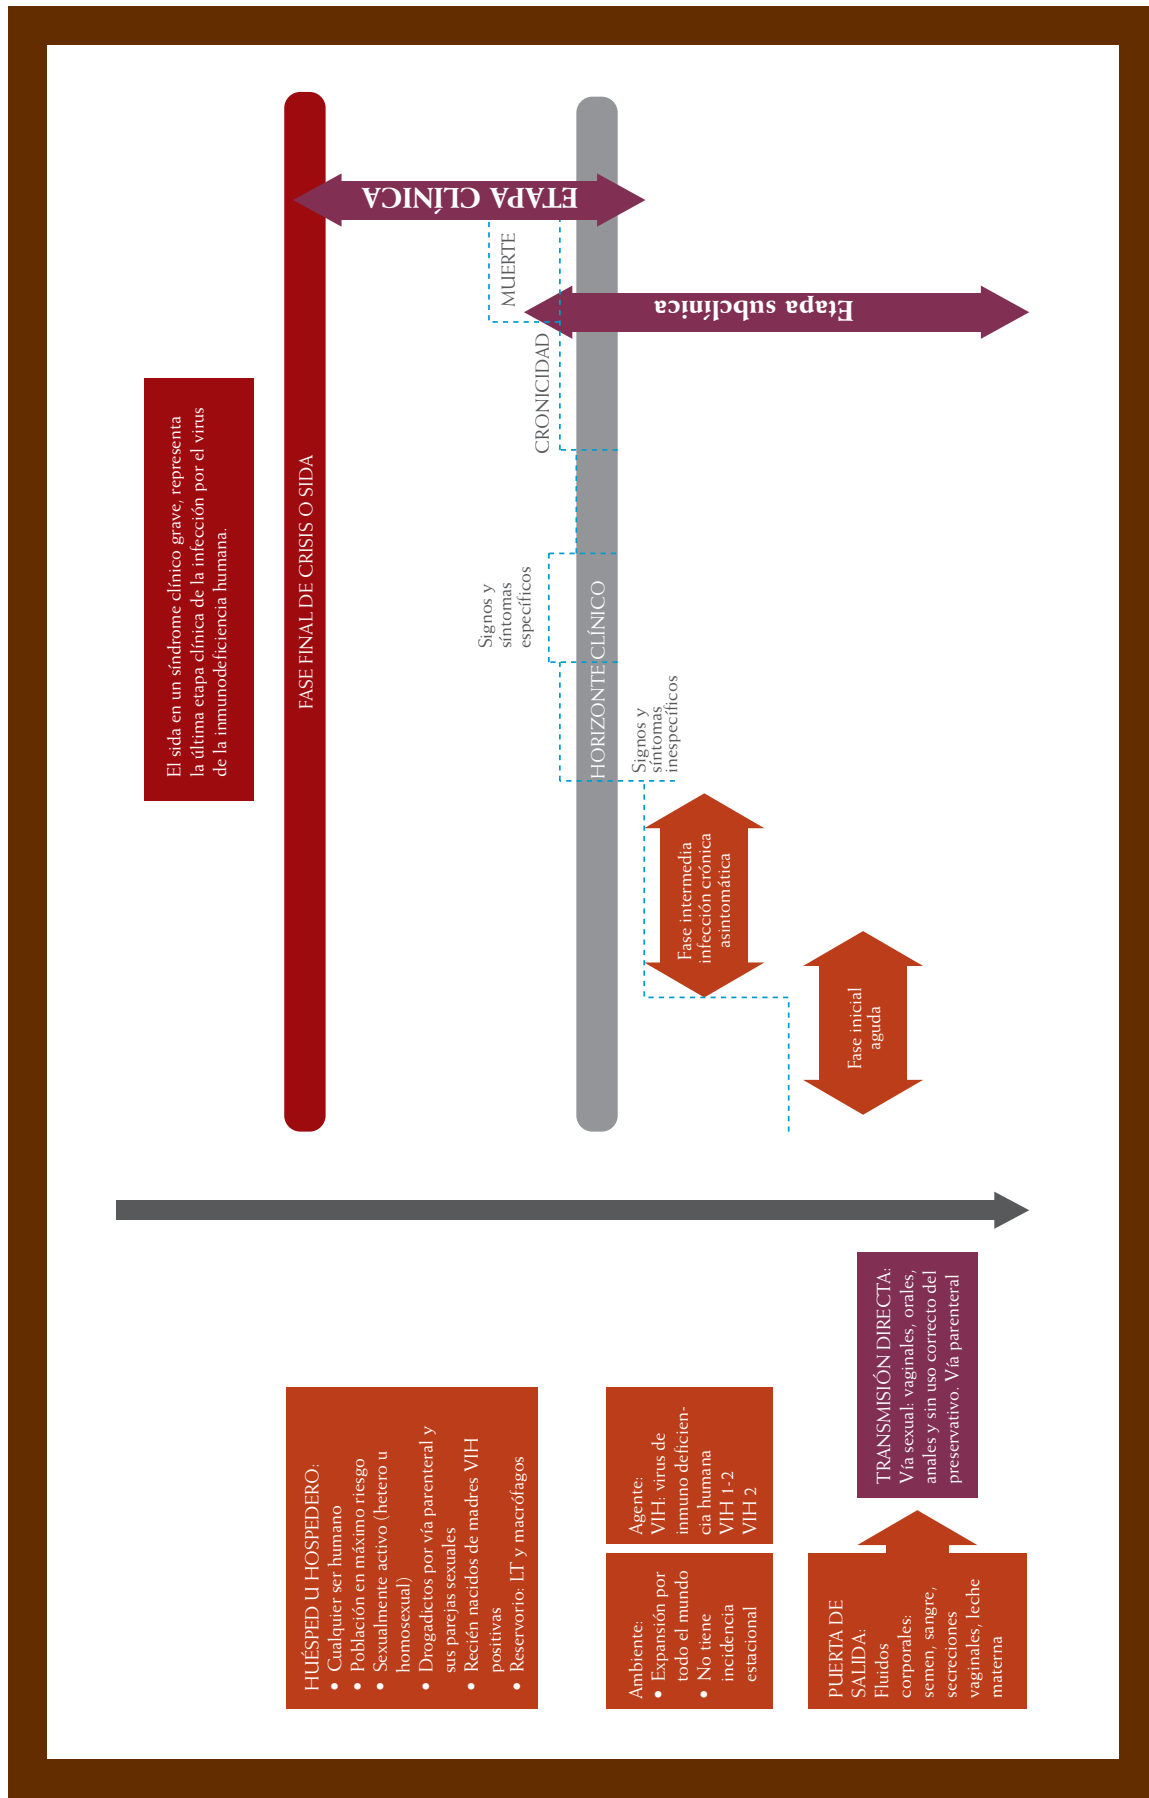 HUÉSPED U HOSPEDERO:
• Cualquier ser humano
• Población en máximo riesgo
• Sexualmente activo (hetero u
homosexual)
• Drogadictos por vía parenteral y
sus parejas sexuales
• Recién nacidos de madres VIH
positivas
• Reservorio: LT y macrófagos
Ambiente:
• Expansión por
todo el mundo
• No tiene
incidencia
estacional
Agente:
VIH: virus de
inmuno deficien-
cia humana
VIH 1-2
VIH 2
PUERTA DE
SALIDA:
Fluidos
corporales:
semen, sangre,
secreciones
vaginales, leche
materna
TRANSMISIÓN DIRECTA:
Vía sexual: vaginales, orales,
anales y sin uso correcto del
preservativo. Vía parenteral
El sida en un síndrome clínico grave, representa
la última etapa clínica de la infección por el virus
de la inmunodeficiencia humana.
FASE FINAL DE CRISIS O SIDA
ETAPA CLÍNICA
MUERTE
CRONICIDAD
Signos y
síntomas
específicos
HORIZONTE CLÍNICO
Signos y
síntomas
inespecíficos
Etapa subclínica
Fase intermedia
infección crónica
asintomática
Fase inicial
aguda